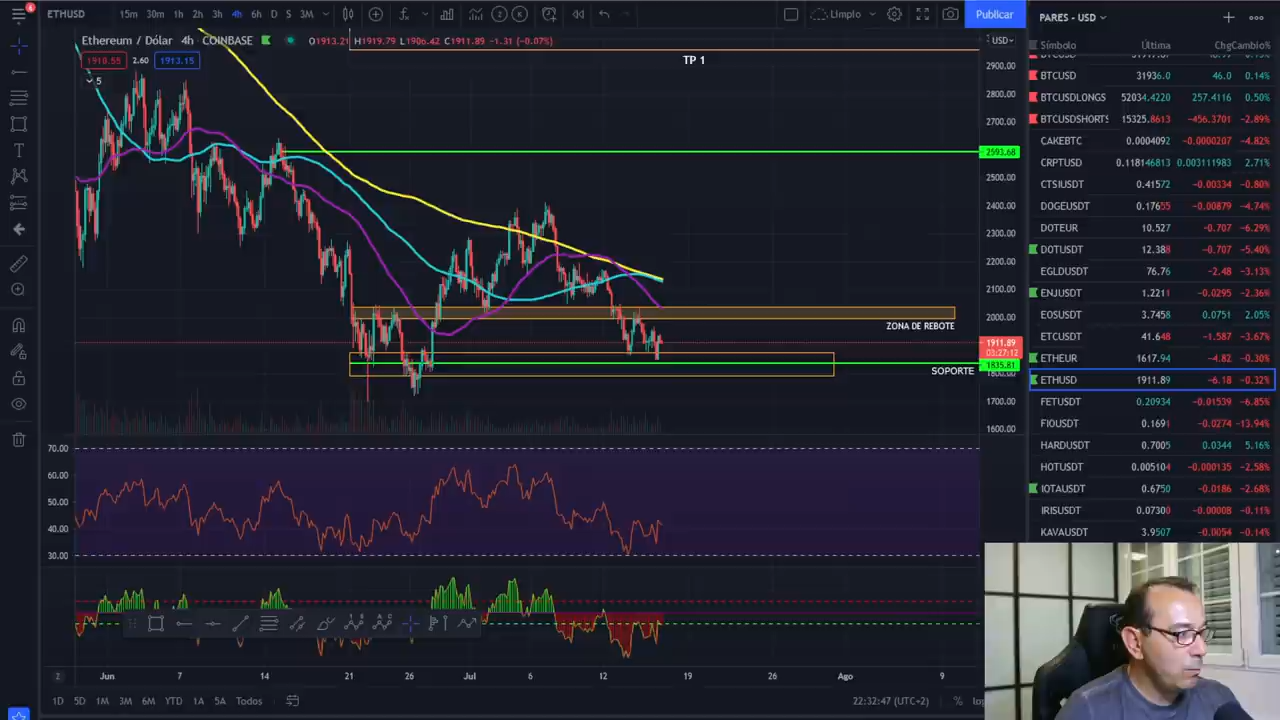 ETHUSD 15m 30m 1h 2h 3h 4h 6h D S 3M Limpio Publicar
Ethereum / Dólar 4h COINBASE O1913.21 H1919.79 L1906.42 C1911.89 -1.31 (-0.07%)
1910.55 2.60 1913.15
5
TP 1
ZONA DE REBOTE
SOPORTE
USD
2900.00
2800.00
2700.00
2593.68
2500.00
2400.00
2300.00
2200.00
2100.00
2000.00
1911.89
03:27:12
1835.81
1800.00
1700.00
1600.00
70.00
60.00
50.00
40.00
30.00
2 Jun 7 14 21 26 Jul 6 12 19 26 Ago 9
1D 5D 1M 3M 6M YTD 1A 5A Todos 22:32:47 (UTC+2) %
PARES - USD
Símbolo Última Chg Cambio%
BTCUSD 31936.0 46.0 0.14%
BTCUSDLONGS 52034.4220 257.4116 0.50%
BTCUSDSHORTS 15325.8613 -456.3701 -2.89%
CAKEBTC 0.0004092 -0.0000207 -4.82%
CRPTUSD 0.118146813 0.003111983 2.71%
CTSIUSDT 0.41572 -0.00334 -0.80%
DOGEUSDT 0.17655 -0.00879 -4.74%
DOTEUR 10.527 -0.707 -6.29%
DOTUSDT 12.388 -0.707 -5.40%
EGLDUSDT 76.76 -2.48 -3.13%
ENJUSDT 1.2211 -0.0295 -2.36%
EOSUSDT 3.7458 0.0751 2.05%
ETCUSDT 41.648 -1.587 -3.67%
ETHEUR 1617.94 -4.82 -0.30%
ETHUSD 1911.89 -6.18 -0.32%
FETUSDT 0.20934 -0.01539 -6.85%
FIOUSDT 0.1691 -0.0274 -13.94%
HARDUSDT 0.7005 0.0344 5.16%
HOTUSDT 0.005104 -0.000135 -2.58%
IOTAUSDT 0.6750 -0.0186 -2.68%
IRISUSDT 0.07300 -0.00008 -0.11%
KAVAUSDT 3.9507 -0.0054 -0.14%